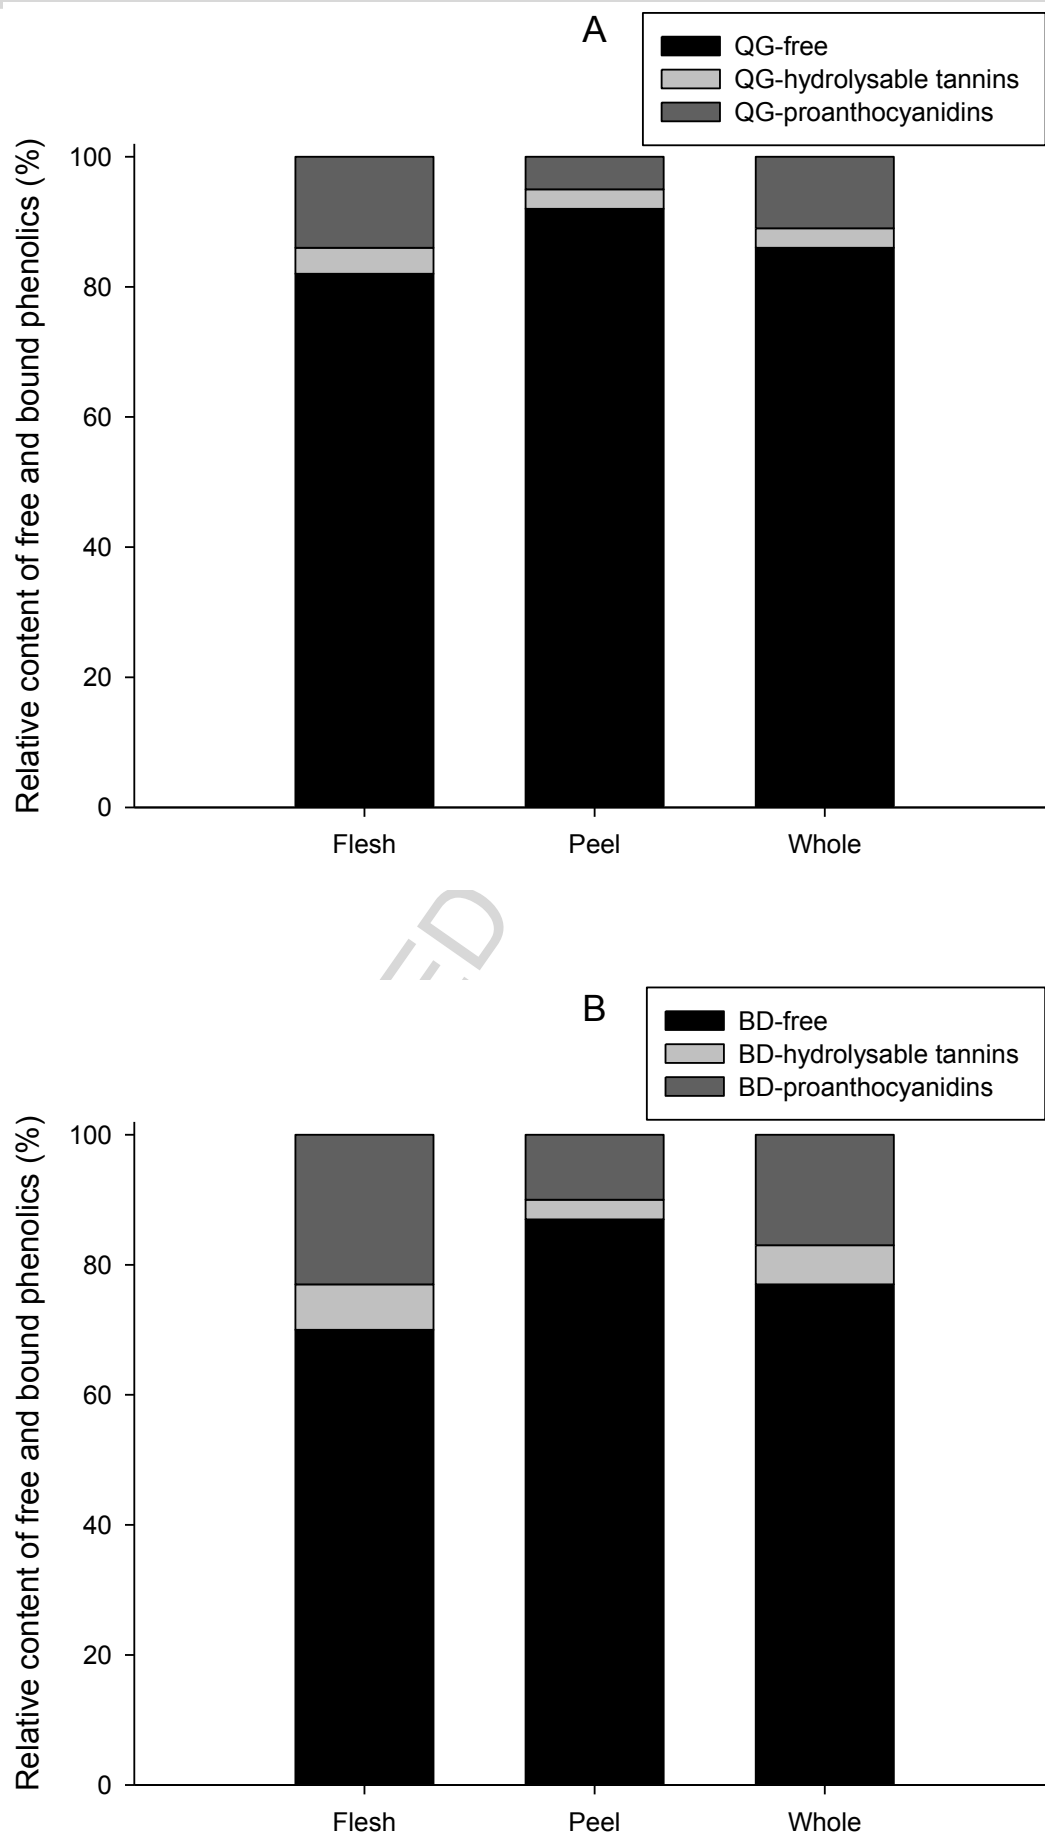 A
QG-free
QG-hydrolysable tannins
QG-proanthocyanidins
Relative content of free and bound phenolics (%)
100
80
60
40
20
0
Flesh Peel Whole
ED
B
BD-free
BD-hydrolysable tannins
BD-proanthocyanidins
Relative content of free and bound phenolics (%)
100
80
60
40
20
0
Flesh Peel Whole